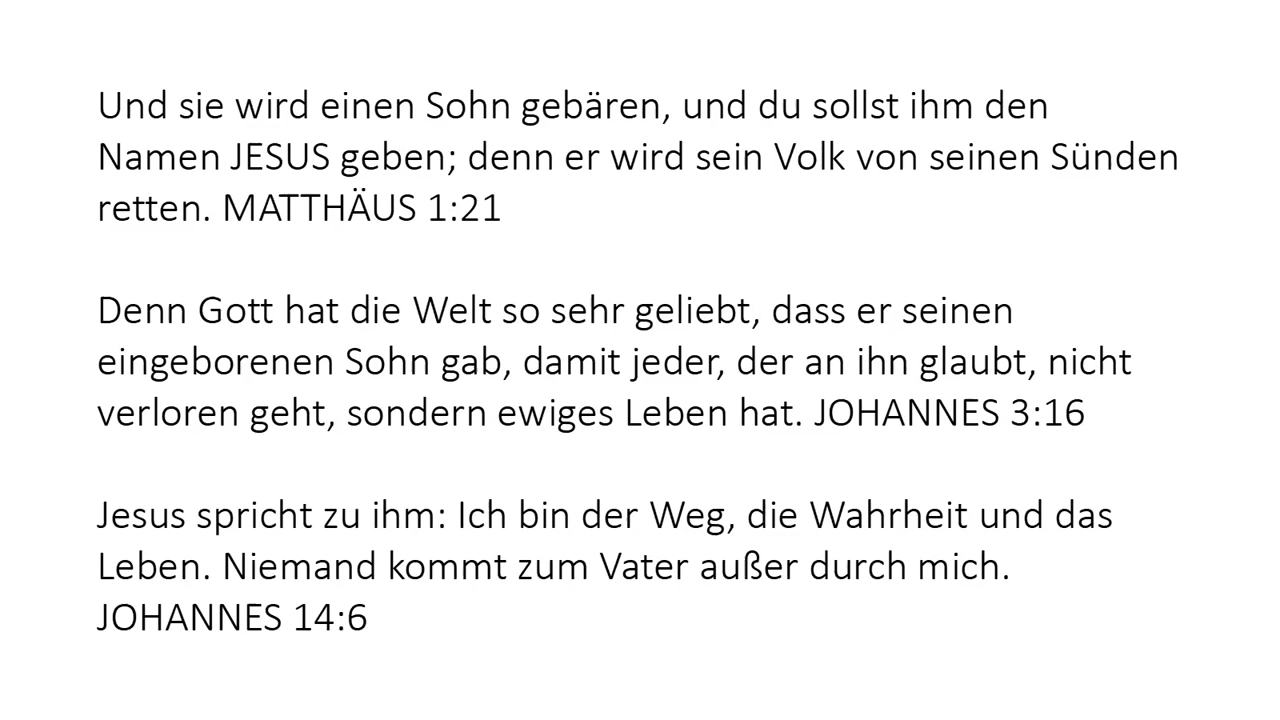 Und sie wird einen Sohn gebären, und du sollst ihm den
Namen JESUS geben; denn er wird sein Volk von seinen Sünden
retten. MATTHÄUS 1:21
Denn Gott hat die Welt so sehr geliebt, dass er seinen
eingeborenen Sohn gab, damit jeder, der an ihn glaubt, nicht
verloren geht, sondern ewiges Leben hat. JOHANNES 3:16
Jesus spricht zu ihm: Ich bin der Weg, die Wahrheit und das
Leben. Niemand kommt zum Vater außer durch mich.
JOHANNES 14:6